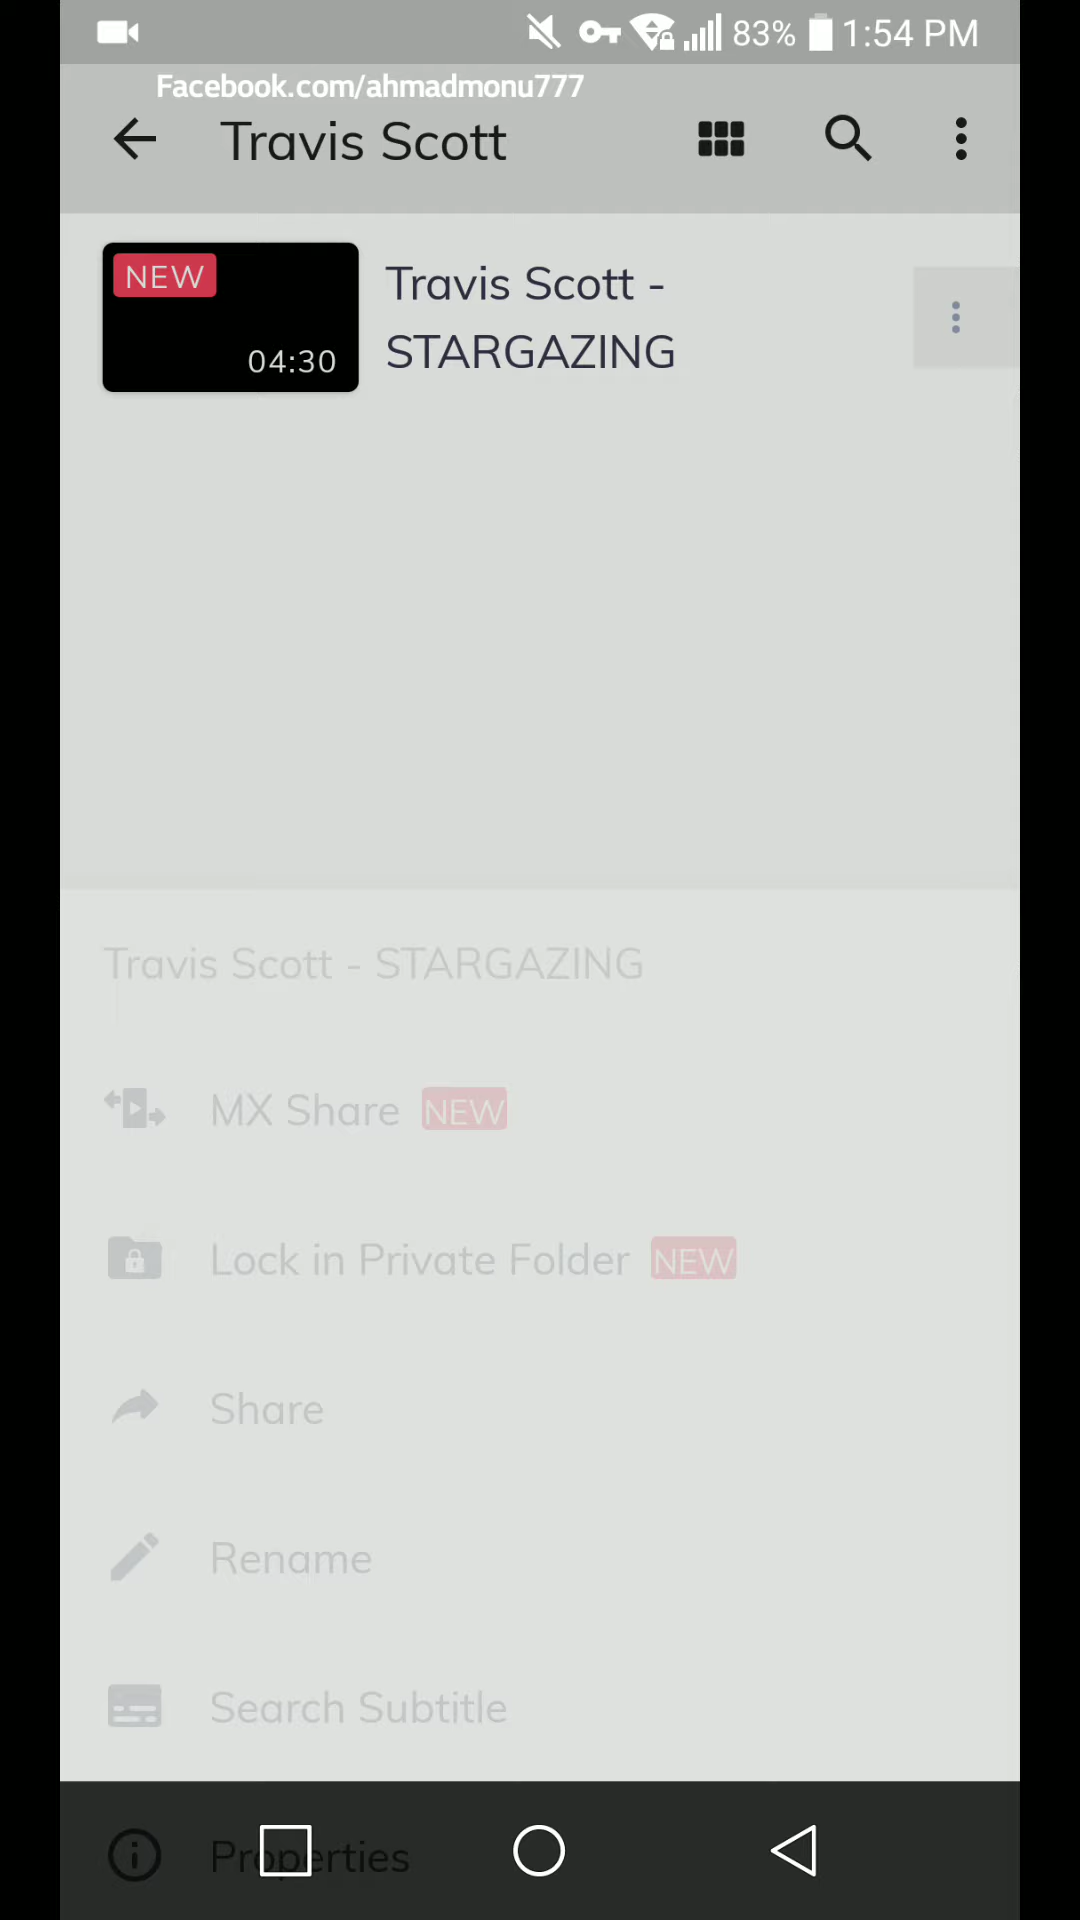 83% 1:54 PM
Facebook.com/ahmadmonu777
Travis Scott
NEW
04:30
Travis Scott -
STARGAZING
Travis Scott - STARGAZING
MX Share NEW
Lock in Private Folder NEW
Share
Rename
Search Subtitle
Properties